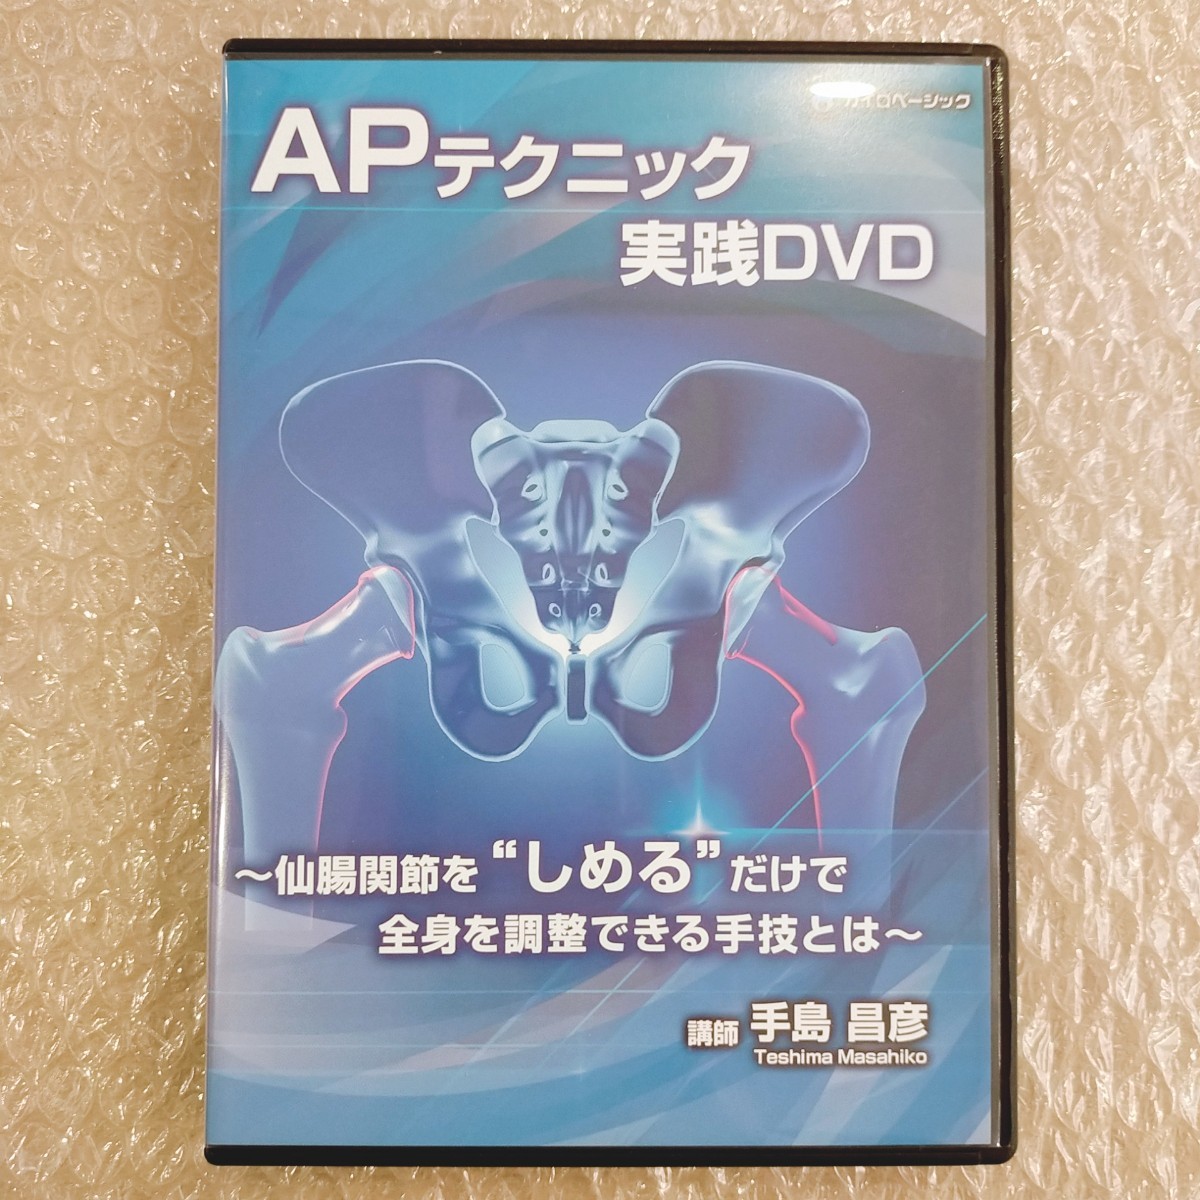 カイロベーシック
APテクニック
実践DVD
～仙腸関節を“しめる”だけで
全身を調整できる手技とは～
講師 手島 昌彦
Teshima Masahiko